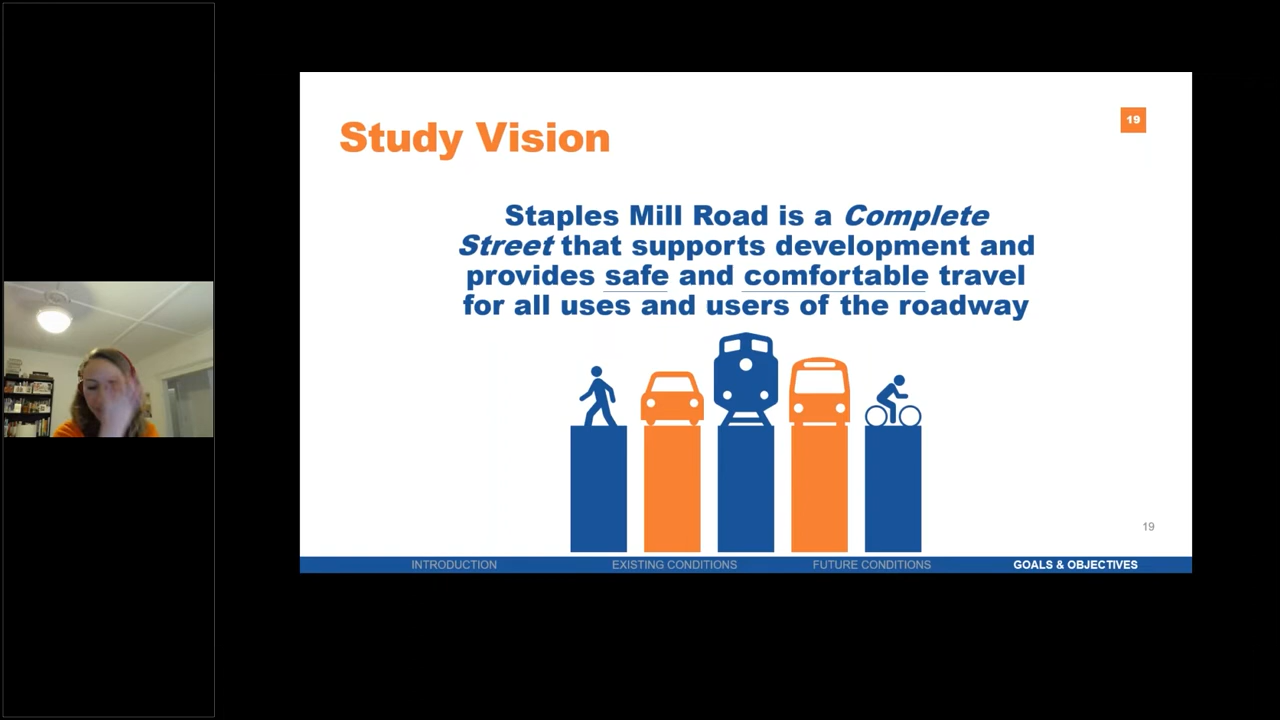 Study Vision
19
Staples Mill Road is a Complete
Street that supports development and
provides safe and comfortable travel
for all uses and users of the roadway
19
INTRODUCTION
EXISTING CONDITIONS
FUTURE CONDITIONS
GOALS & OBJECTIVES